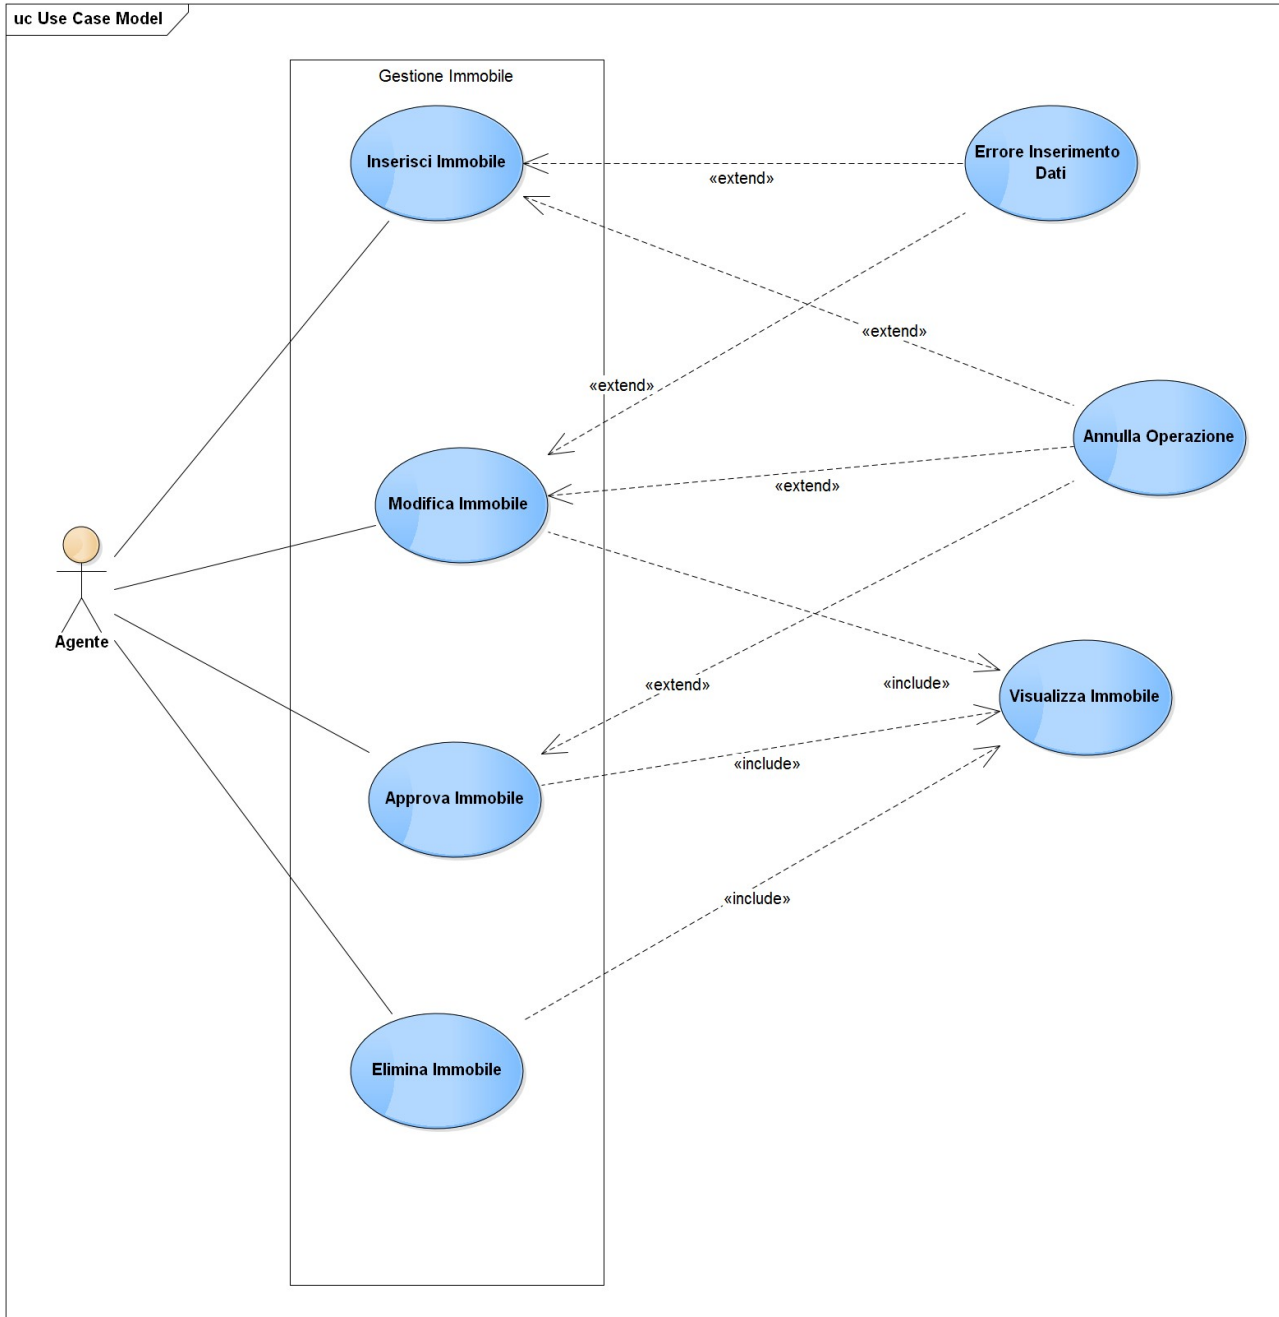 uc Use Case Model
Gestione Immobile
Inserisci Immobile
Errore Inserimento
Dati
«extend»
«extend»
«extend»
Annulla Operazione
«extend»
Modifica Immobile
Agente
«extend»
«include»
Visualizza Immobile
«include»
Approva Immobile
«include»
Elimina Immobile